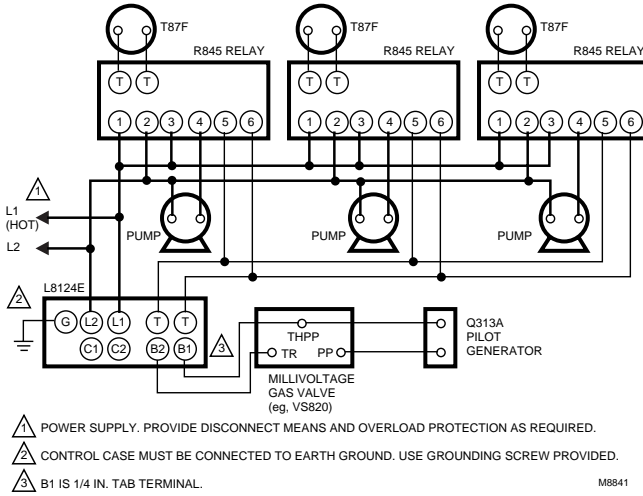 T87F T87F T87F
R845 RELAY R845 RELAY R845 RELAY
T T T T T T
1 2 3 4 5 6 1 2 3 4 5 6 1 2 3 4 5 6
1
L1
(HOT)
PUMP PUMP PUMP
L2
L8124E
2
G L2 L1 T T
C1 C2 B2 B1
3
THPP
TR PP
Q313A
PILOT
GENERATOR
MILLIVOLTAGE
GAS VALVE
(eg, VS820)
1 POWER SUPPLY. PROVIDE DISCONNECT MEANS AND OVERLOAD PROTECTION AS REQUIRED.
2 CONTROL CASE MUST BE CONNECTED TO EARTH GROUND. USE GROUNDING SCREW PROVIDED.
3 B1 IS 1/4 IN. TAB TERMINAL. M8841